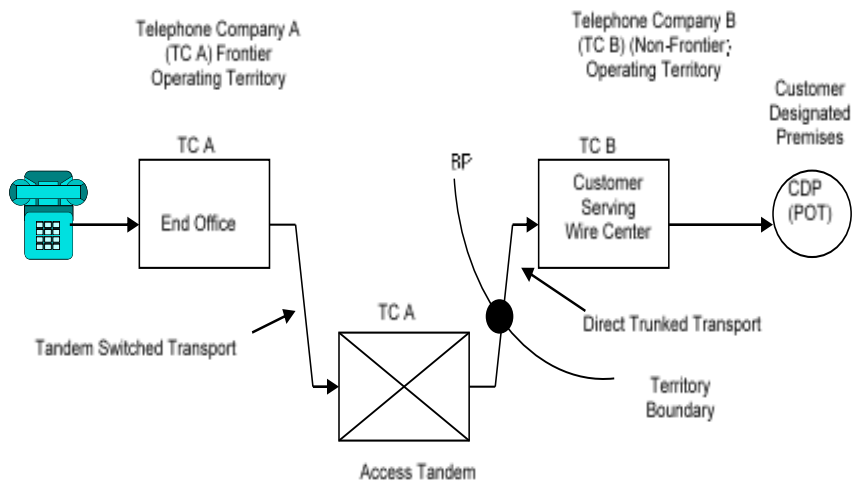 Telephone Company A
(TC A) Frontier
Operating Territory
Telephone Company B
(TC B) (Non-Frontier;
Operating Territory
Customer
Designated
Premises
TC A
End Office
BP
TC B
Customer
Serving
Wire Center
CDP
(POT)
TC A
Tandem Switched Transport
Direct Trunked Transport
Territory
Boundary
Access Tandem